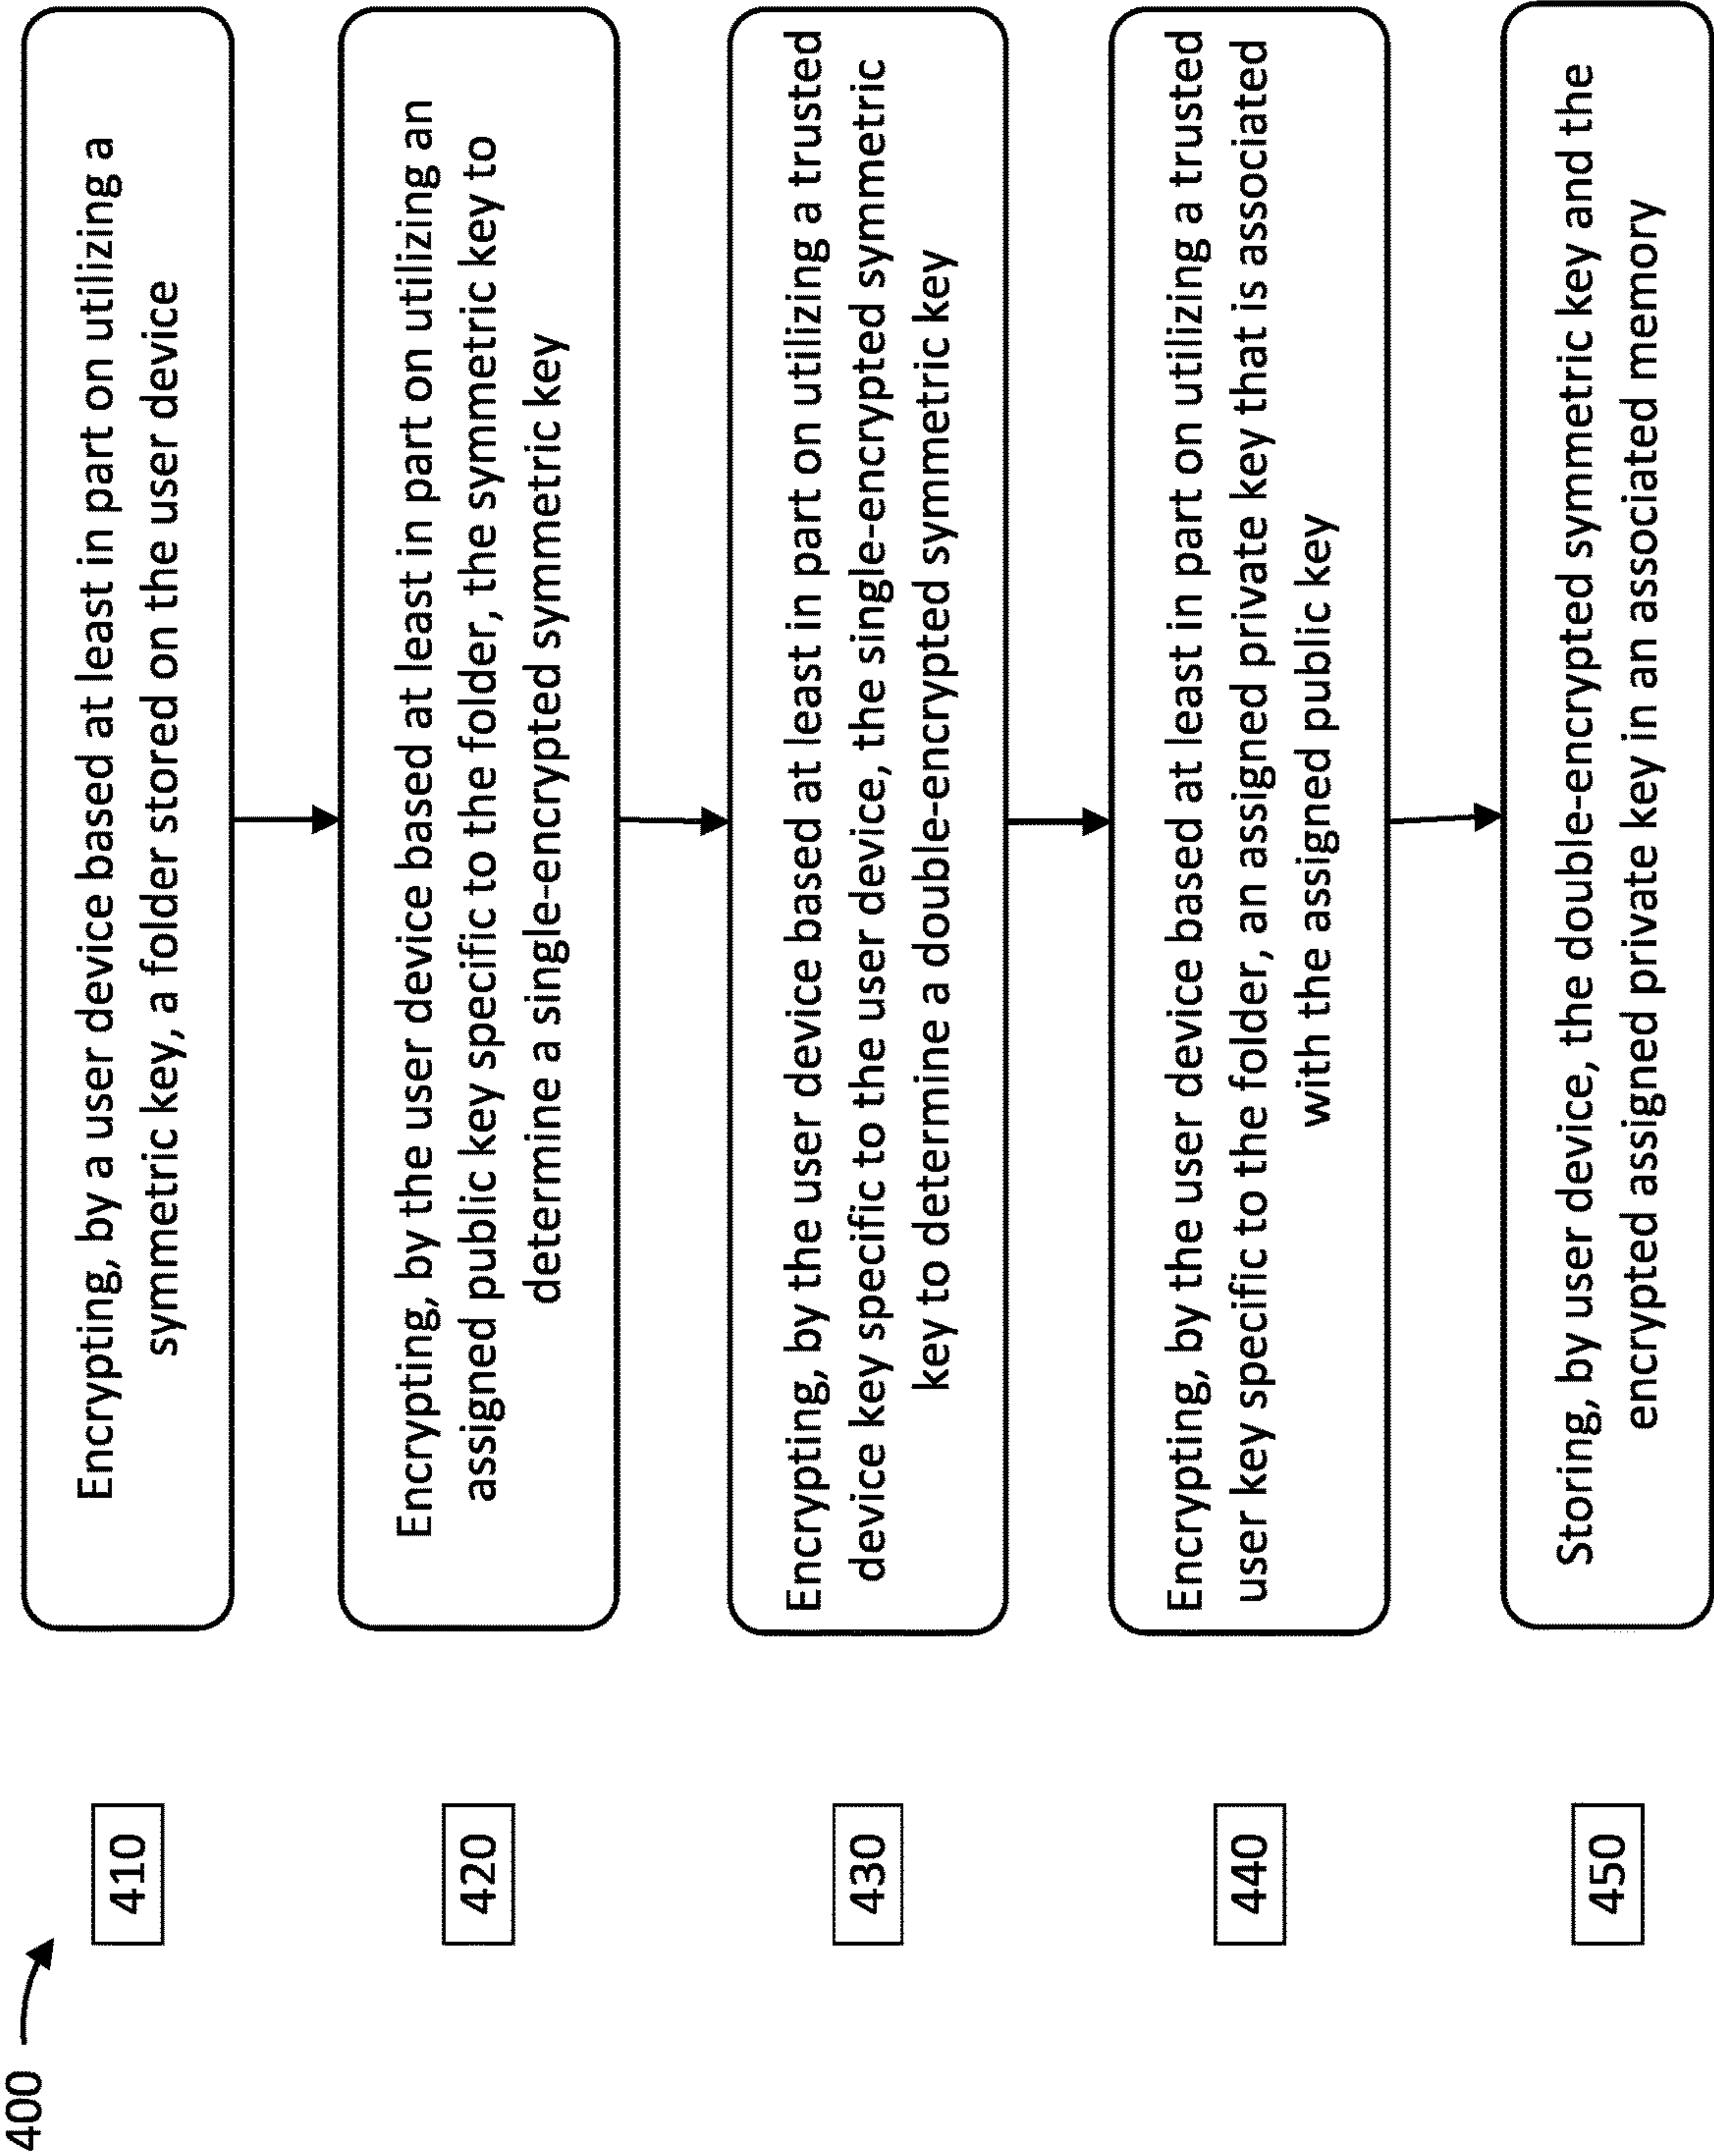 400
410
Encrypting, by a user device based at least in part on utilizing a
symmetric key, a folder stored on the user device
420
Encrypting, by the user device based at least in part on utilizing an
assigned public key specific to the folder, the symmetric key to
determine a single-encrypted symmetric key
430
Encrypting, by the user device based at least in part on utilizing a trusted
device key specific to the user device, the single-encrypted symmetric
key to determine a double-encrypted symmetric key
440
Encrypting, by the user device based at least in part on utilizing a trusted
user key specific to the folder, an assigned private key that is associated
with the assigned public key
450
Storing, by user device, the double-encrypted symmetric key and the
encrypted assigned private key in an associated memory